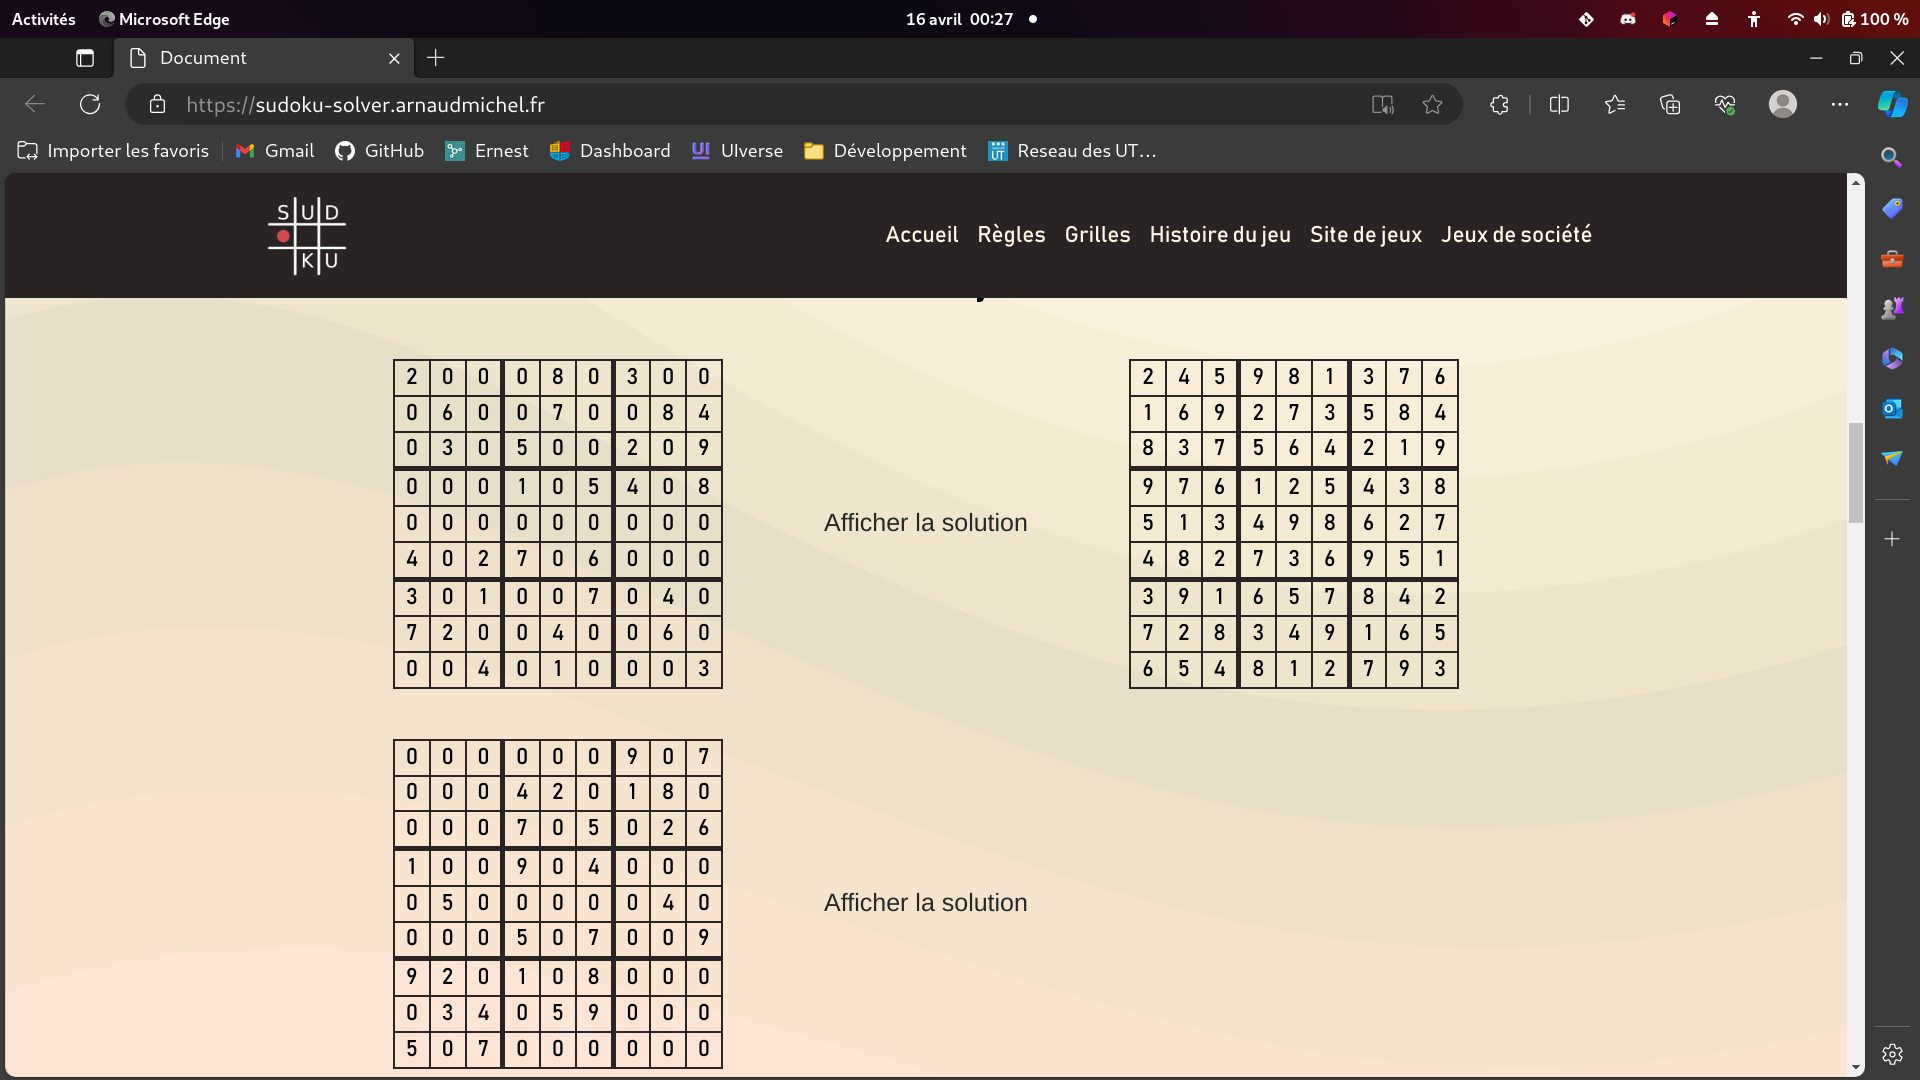 Activités Microsoft Edge 16 avril 00:27 100 %
Document
https://sudoku-solver.arnaudmichel.fr
Importer les favoris Gmail GitHub Ernest Dashboard UIverse Développement Reseau des UT…
S U D
K U
Accueil Règles Grilles Histoire du jeu Site de jeux Jeux de société
2 0 0 0 8 0 3 0 0
0 6 0 0 7 0 0 8 4
0 3 0 5 0 0 2 0 9
0 0 0 1 0 5 4 0 8
0 0 0 0 0 0 0 0 0
4 0 2 7 0 6 0 0 0
3 0 1 0 0 7 0 4 0
7 2 0 0 4 0 0 6 0
0 0 4 0 1 0 0 0 3
Afficher la solution
2 4 5 9 8 1 3 7 6
1 6 9 2 7 3 5 8 4
8 3 7 5 6 4 2 1 9
9 7 6 1 2 5 4 3 8
5 1 3 4 9 8 6 2 7
4 8 2 7 3 6 9 5 1
3 9 1 6 5 7 8 4 2
7 2 8 3 4 9 1 6 5
6 5 4 8 1 2 7 9 3
0 0 0 0 0 0 9 0 7
0 0 0 4 2 0 1 8 0
0 0 0 7 0 5 0 2 6
1 0 0 9 0 4 0 0 0
0 5 0 0 0 0 0 4 0
0 0 0 5 0 7 0 0 9
9 2 0 1 0 8 0 0 0
0 3 4 0 5 9 0 0 0
5 0 7 0 0 0 0 0 0
Afficher la solution